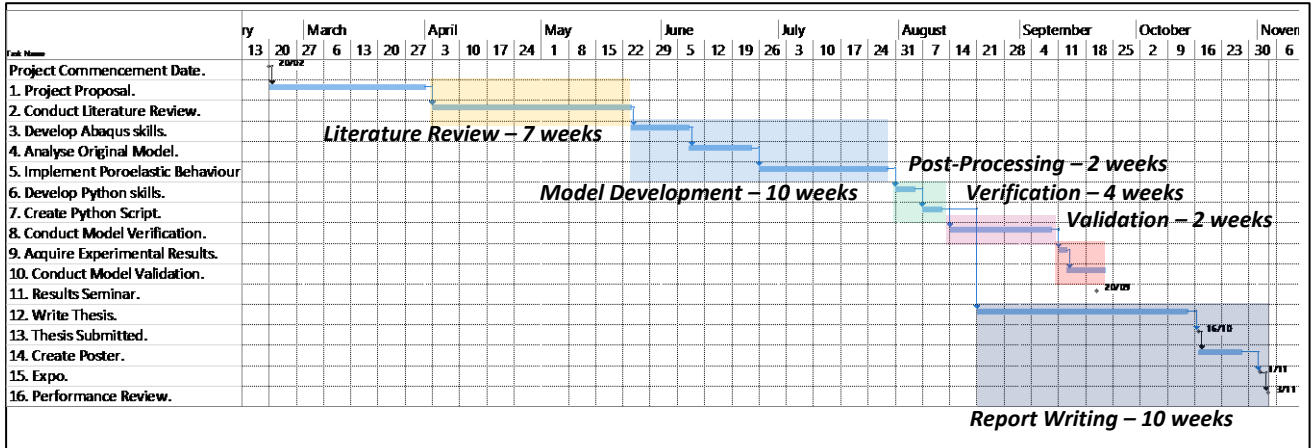 ry March April May June July August September October Novem
Task Name 13 20 27 6 13 20 27 3 10 17 24 1 8 15 22 29 5 12 19 26 3 10 17 24 31 7 14 21 28 4 11 18 25 2 9 16 23 30 6
Project Commencement Date. 20/02
1. Project Proposal.
2. Conduct Literature Review.
3. Develop Abaqus skills.
Literature Review – 7 weeks
4. Analyse Original Model.
5. Implement Poroelastic Behaviour
Post-Processing – 2 weeks
6. Develop Python skills.
Model Development – 10 weeks
Verification – 4 weeks
7. Create Python Script.
8. Conduct Model Verification.
Validation – 2 weeks
9. Acquire Experimental Results.
10. Conduct Model Validation.
11. Results Seminar. 20/09
12. Write Thesis.
13. Thesis Submitted. 16/10
14. Create Poster.
15. Expo. 1/11
16. Performance Review. 3/11
Report Writing – 10 weeks